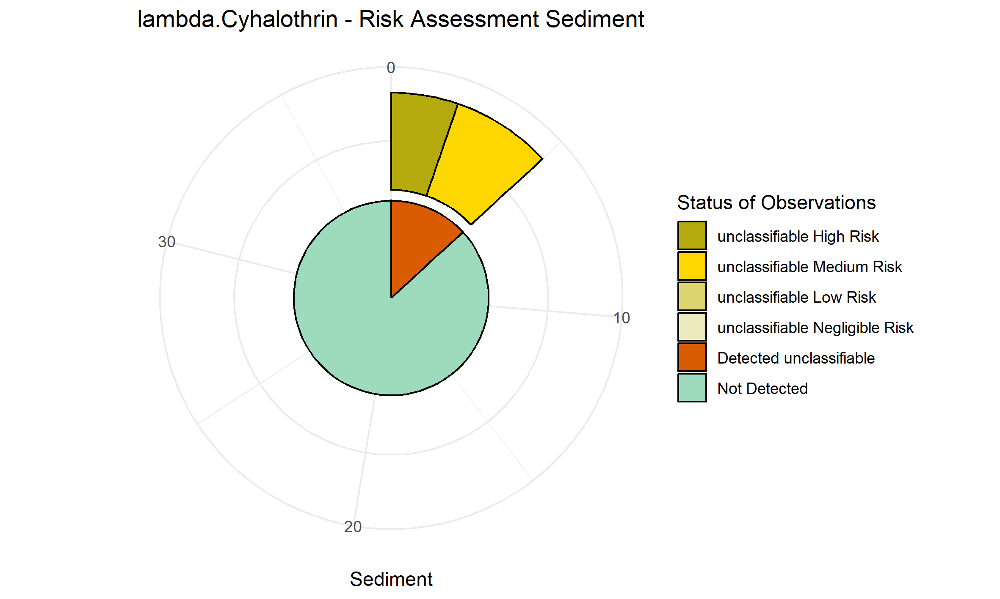 lambda.Cyhalothrin - Risk Assessment Sediment
0
30
10
20
Sediment
Status of Observations
unclassifiable High Risk
unclassifiable Medium Risk
unclassifiable Low Risk
unclassifiable Negligible Risk
Detected unclassifiable
Not Detected